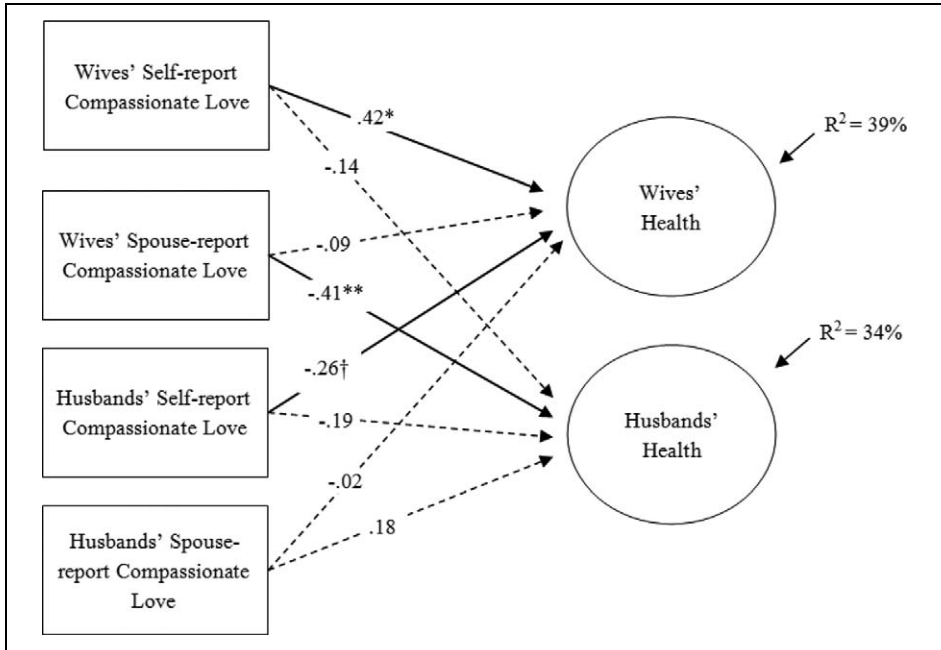 Wives’ Self-report
Compassionate Love
Wives’ Spouse-report
Compassionate Love
Husbands’ Self-report
Compassionate Love
Husbands’ Spouse-
report Compassionate
Love
.42*
-.14
-.09
-.41**
-.26†
-.19
-.02
.18
Wives’
Health
R² = 39%
Husbands’
Health
R² = 34%